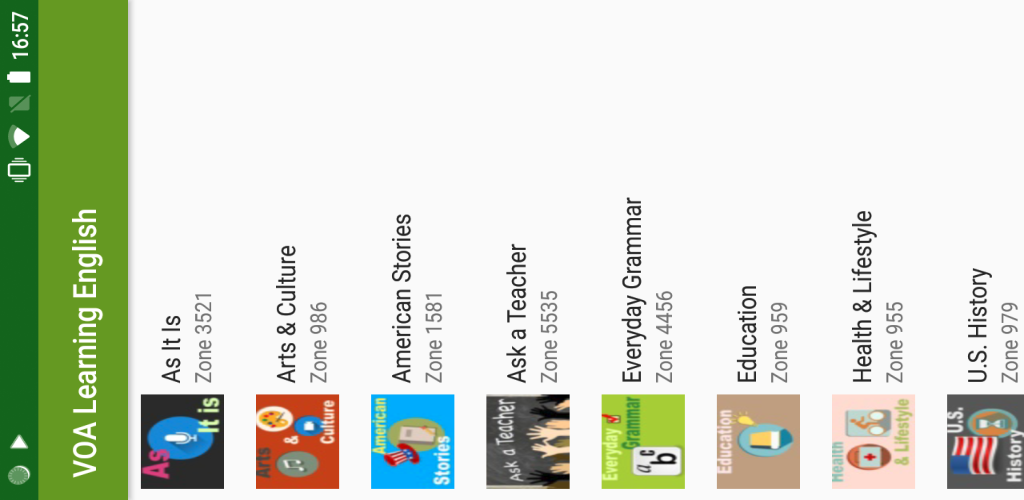 16:57
VOA Learning English
As
It is
As It Is
Zone 3521
Arts
&
Culture
Arts & Culture
Zone 986
American
Stories
American Stories
Zone 1581
Ask a Teacher
Ask a Teacher
Zone 5535
Everyday
Grammar
a
b
c
Everyday Grammar
Zone 4456
Education
Education
Zone 959
Health
& Lifestyle
Health & Lifestyle
Zone 955
U.S.
History
U.S. History
Zone 979